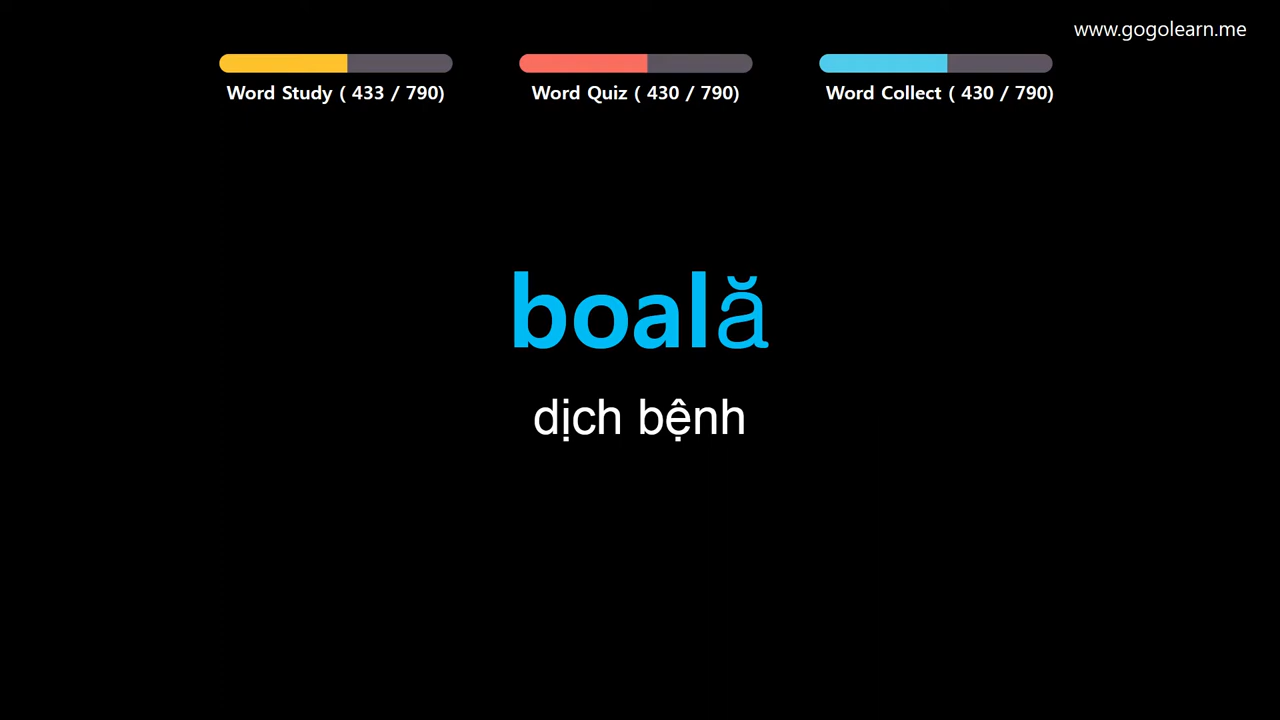 www.gogolearn.me
Word Study ( 433 / 790)
Word Quiz ( 430 / 790)
Word Collect ( 430 / 790)
boală
dịch bệnh